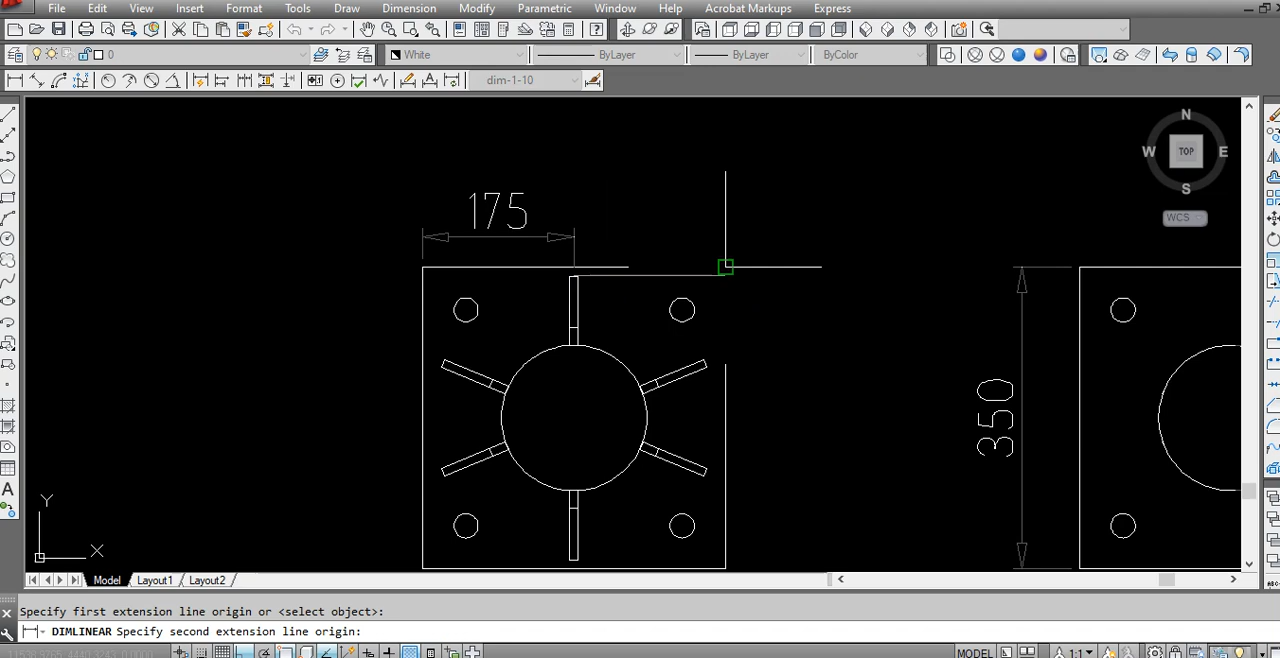 File Edit View Insert Format Tools Draw Dimension Modify Parametric Window Help Acrobat Markups Express
0 White ByLayer ByLayer ByColor
dim-1-10
N
W TOP E
S
WCS
175
350
Y
X
Model Layout1 Layout2
Specify first extension line origin or <select object>:
DIMLINEAR Specify second extension line origin:
MODEL 1:1